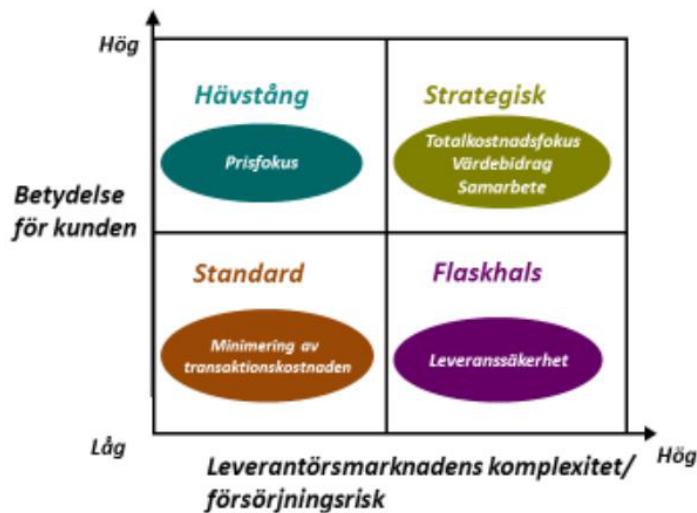 Hög
Hävstång
Strategisk
Prisfokus
Totalkostnadsfokus
Värdebidrag
Samarbete
Betydelse
för kunden
Standard
Flaskhals
Minimering av
transaktionskostnaden
Leveranssäkerhet
Låg
Leverantörsmarknadens komplexitet/
försörjningsrisk
Hög